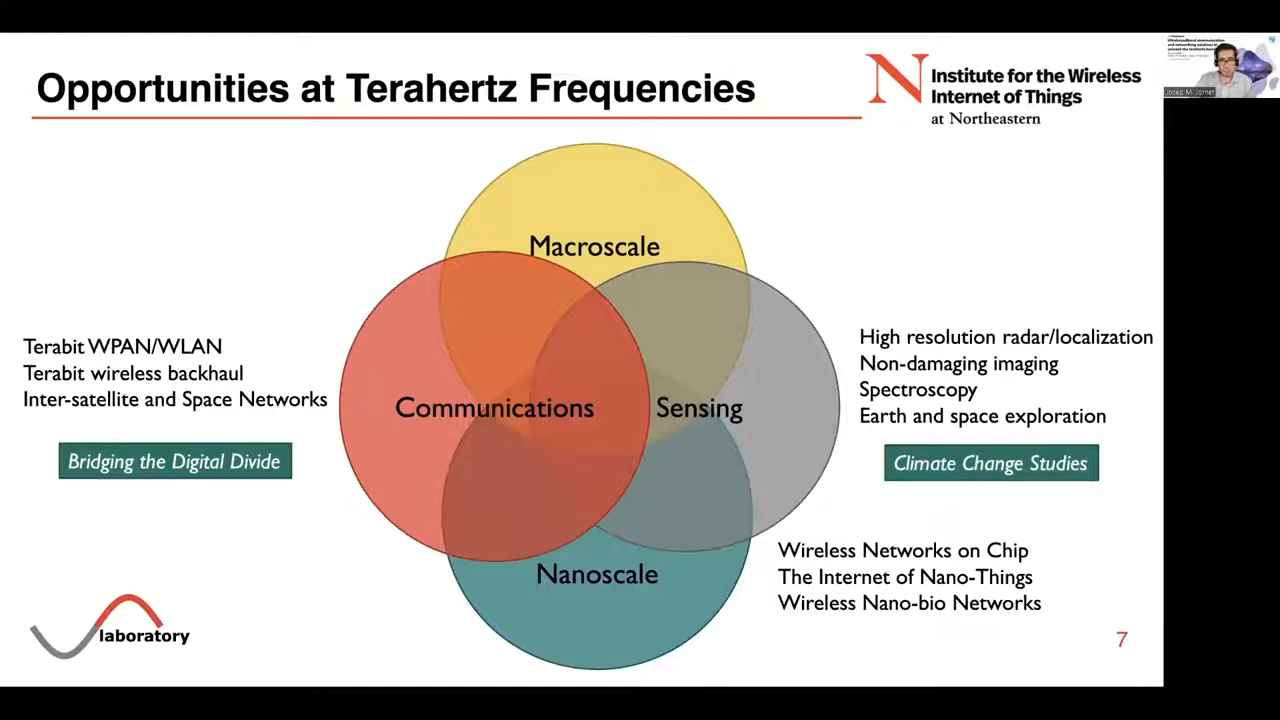 Opportunities at Terahertz Frequencies
N
Institute for the Wireless
Internet of Things
at Northeastern
Josep M. Jornet
Macroscale
Terabit WPAN/WLAN
Terabit wireless backhaul
Inter-satellite and Space Networks
Bridging the Digital Divide
Communications
Sensing
High resolution radar/localization
Non-damaging imaging
Spectroscopy
Earth and space exploration
Climate Change Studies
Nanoscale
Wireless Networks on Chip
The Internet of Nano-Things
Wireless Nano-bio Networks
laboratory
7